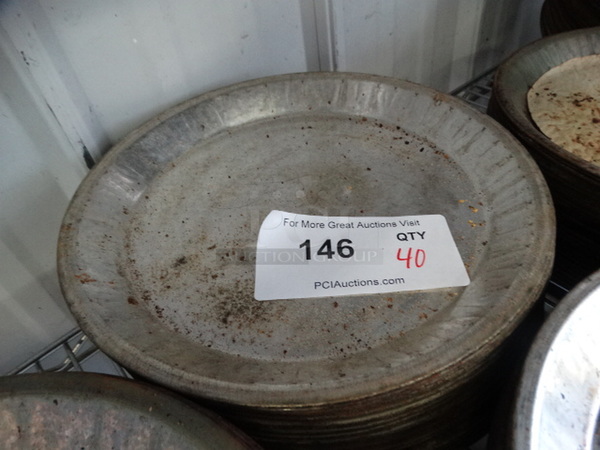 For More Great Auctions Visit
146 QTY
40
PCIAuctions.com